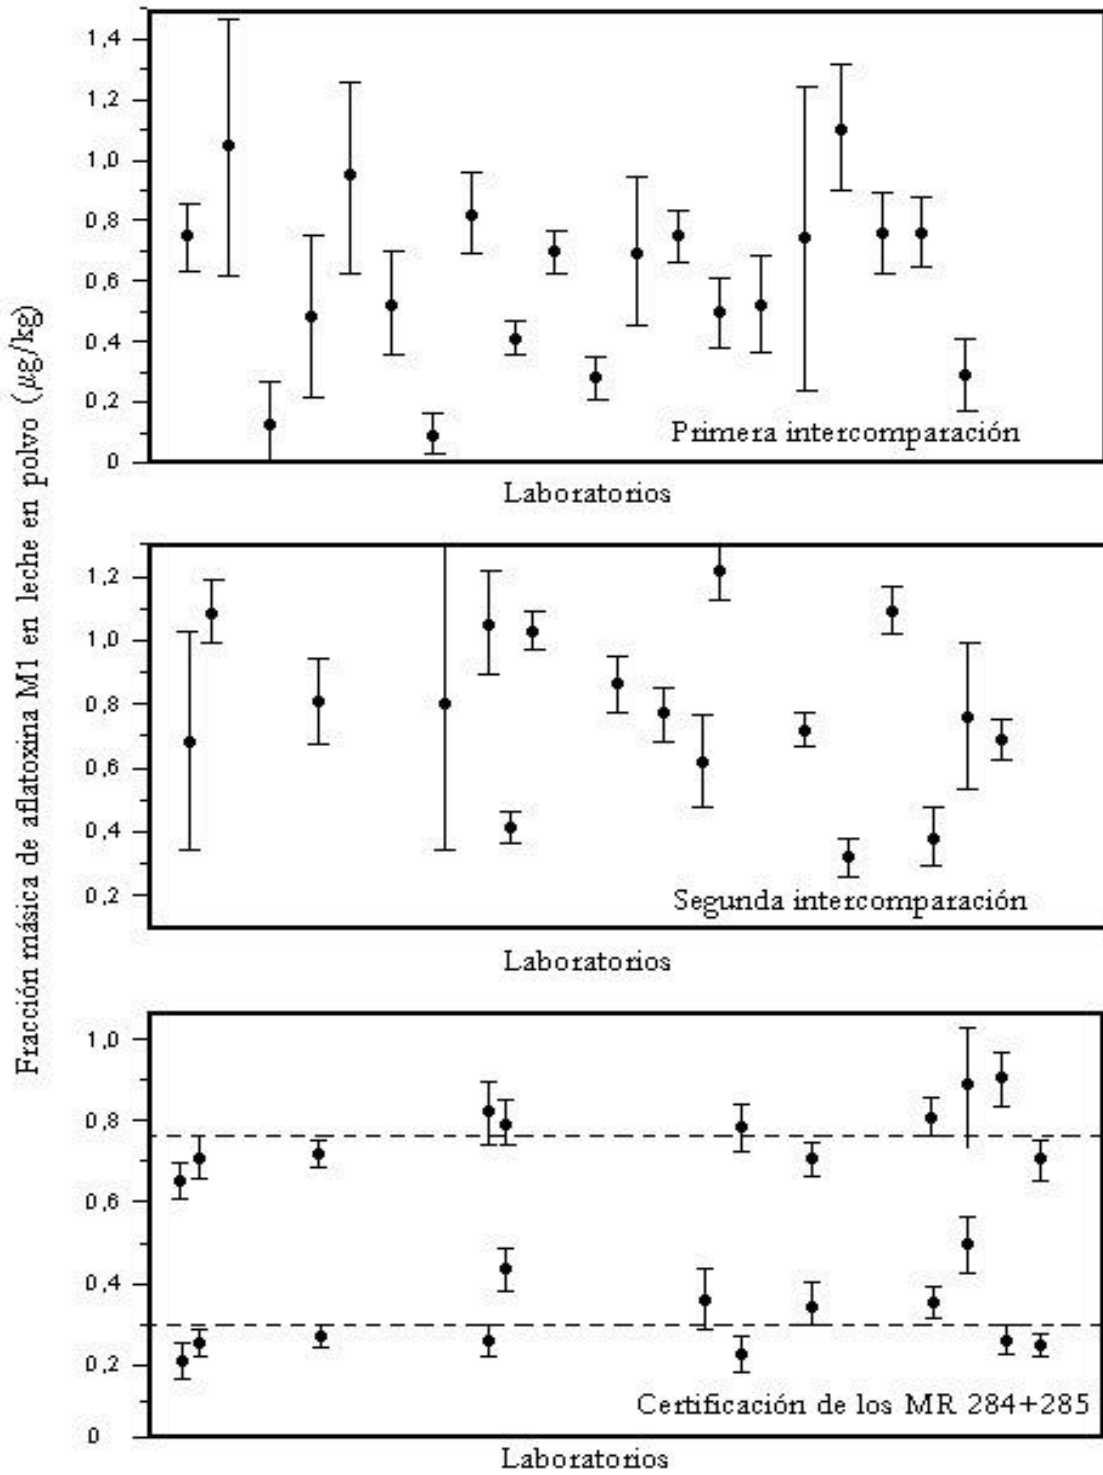 Fracción másica de aflatoxina M1 en leche en polvo (µg/kg)
1,4
1,2
1,0
0,8
0,6
0,4
0,2
0
Primera intercomparación
Laboratorios
1,2
1,0
0,8
0,6
0,4
0,2
Segunda intercomparación
Laboratorios
1,0
0,8
0,6
0,4
0,2
0
Certificación de los MR 284+285
Laboratorios